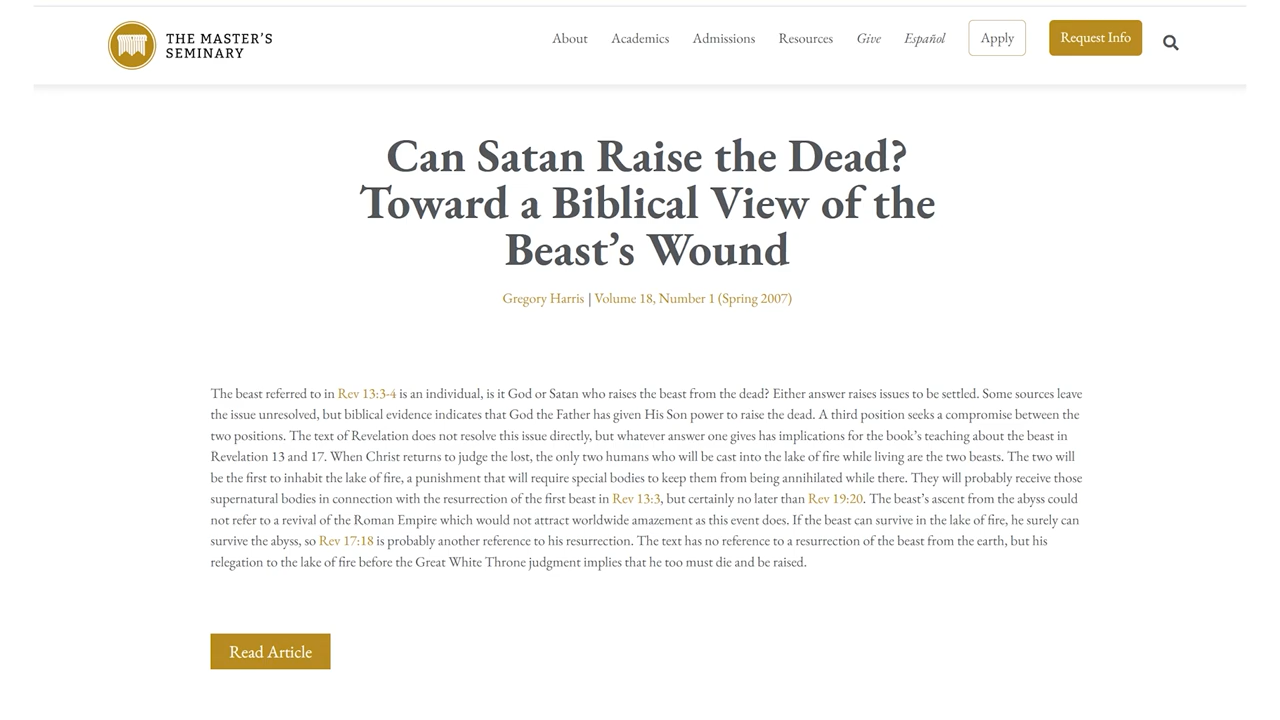 THE MASTER'S
SEMINARY
About Academics Admissions Resources Give Español Apply Request Info
Can Satan Raise the Dead?
Toward a Biblical View of the
Beast's Wound
Gregory Harris | Volume 18, Number 1 (Spring 2007)
The beast referred to in Rev 13:3-4 is an individual, is it God or Satan who raises the beast from the dead? Either answer raises issues to be settled. Some sources leave
the issue unresolved, but biblical evidence indicates that God the Father has given His Son power to raise the dead. A third position seeks a compromise between the
two positions. The text of Revelation does not resolve this issue directly, but whatever answer one gives has implications for the book's teaching about the beast in
Revelation 13 and 17. When Christ returns to judge the lost, the only two humans who will be cast into the lake of fire while living are the two beasts. The two will
be the first to inhabit the lake of fire, a punishment that will require special bodies to keep them from being annihilated while there. They will probably receive those
supernatural bodies in connection with the resurrection of the first beast in Rev 13:3, but certainly no later than Rev 19:20. The beast's ascent from the abyss could
not refer to a revival of the Roman Empire which would not attract worldwide amazement as this event does. If the beast can survive in the lake of fire, he surely can
survive the abyss, so Rev 17:18 is probably another reference to his resurrection. The text has no reference to a resurrection of the beast from the earth, but his
relegation to the lake of fire before the Great White Throne judgment implies that he too must die and be raised.
Read Article